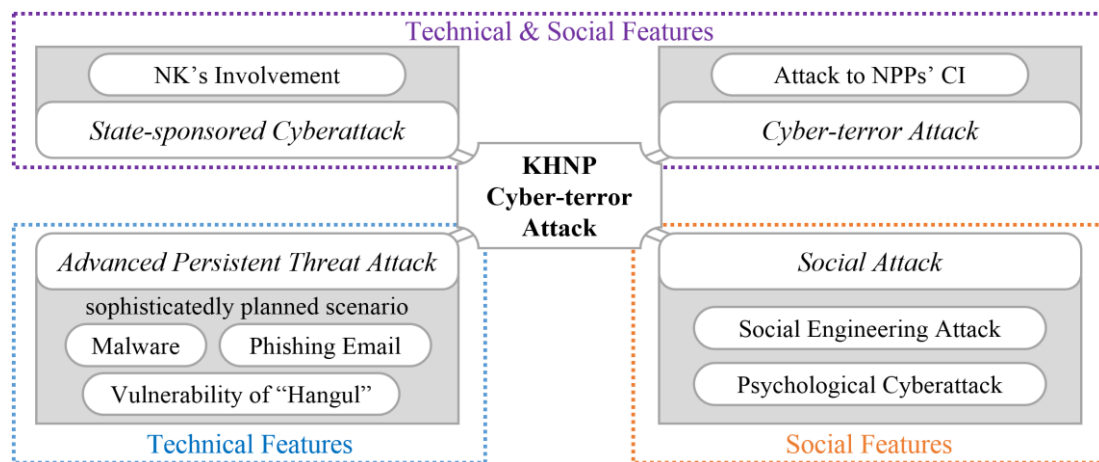 Technical & Social Features
NK's Involvement
State-sponsored Cyberattack
Attack to NPPs' CI
Cyber-terror Attack
KHNP
Cyber-terror
Attack
Advanced Persistent Threat Attack
sophisticatedly planned scenario
Malware
Phishing Email
Vulnerability of “Hangul”
Technical Features
Social Attack
Social Engineering Attack
Psychological Cyberattack
Social Features